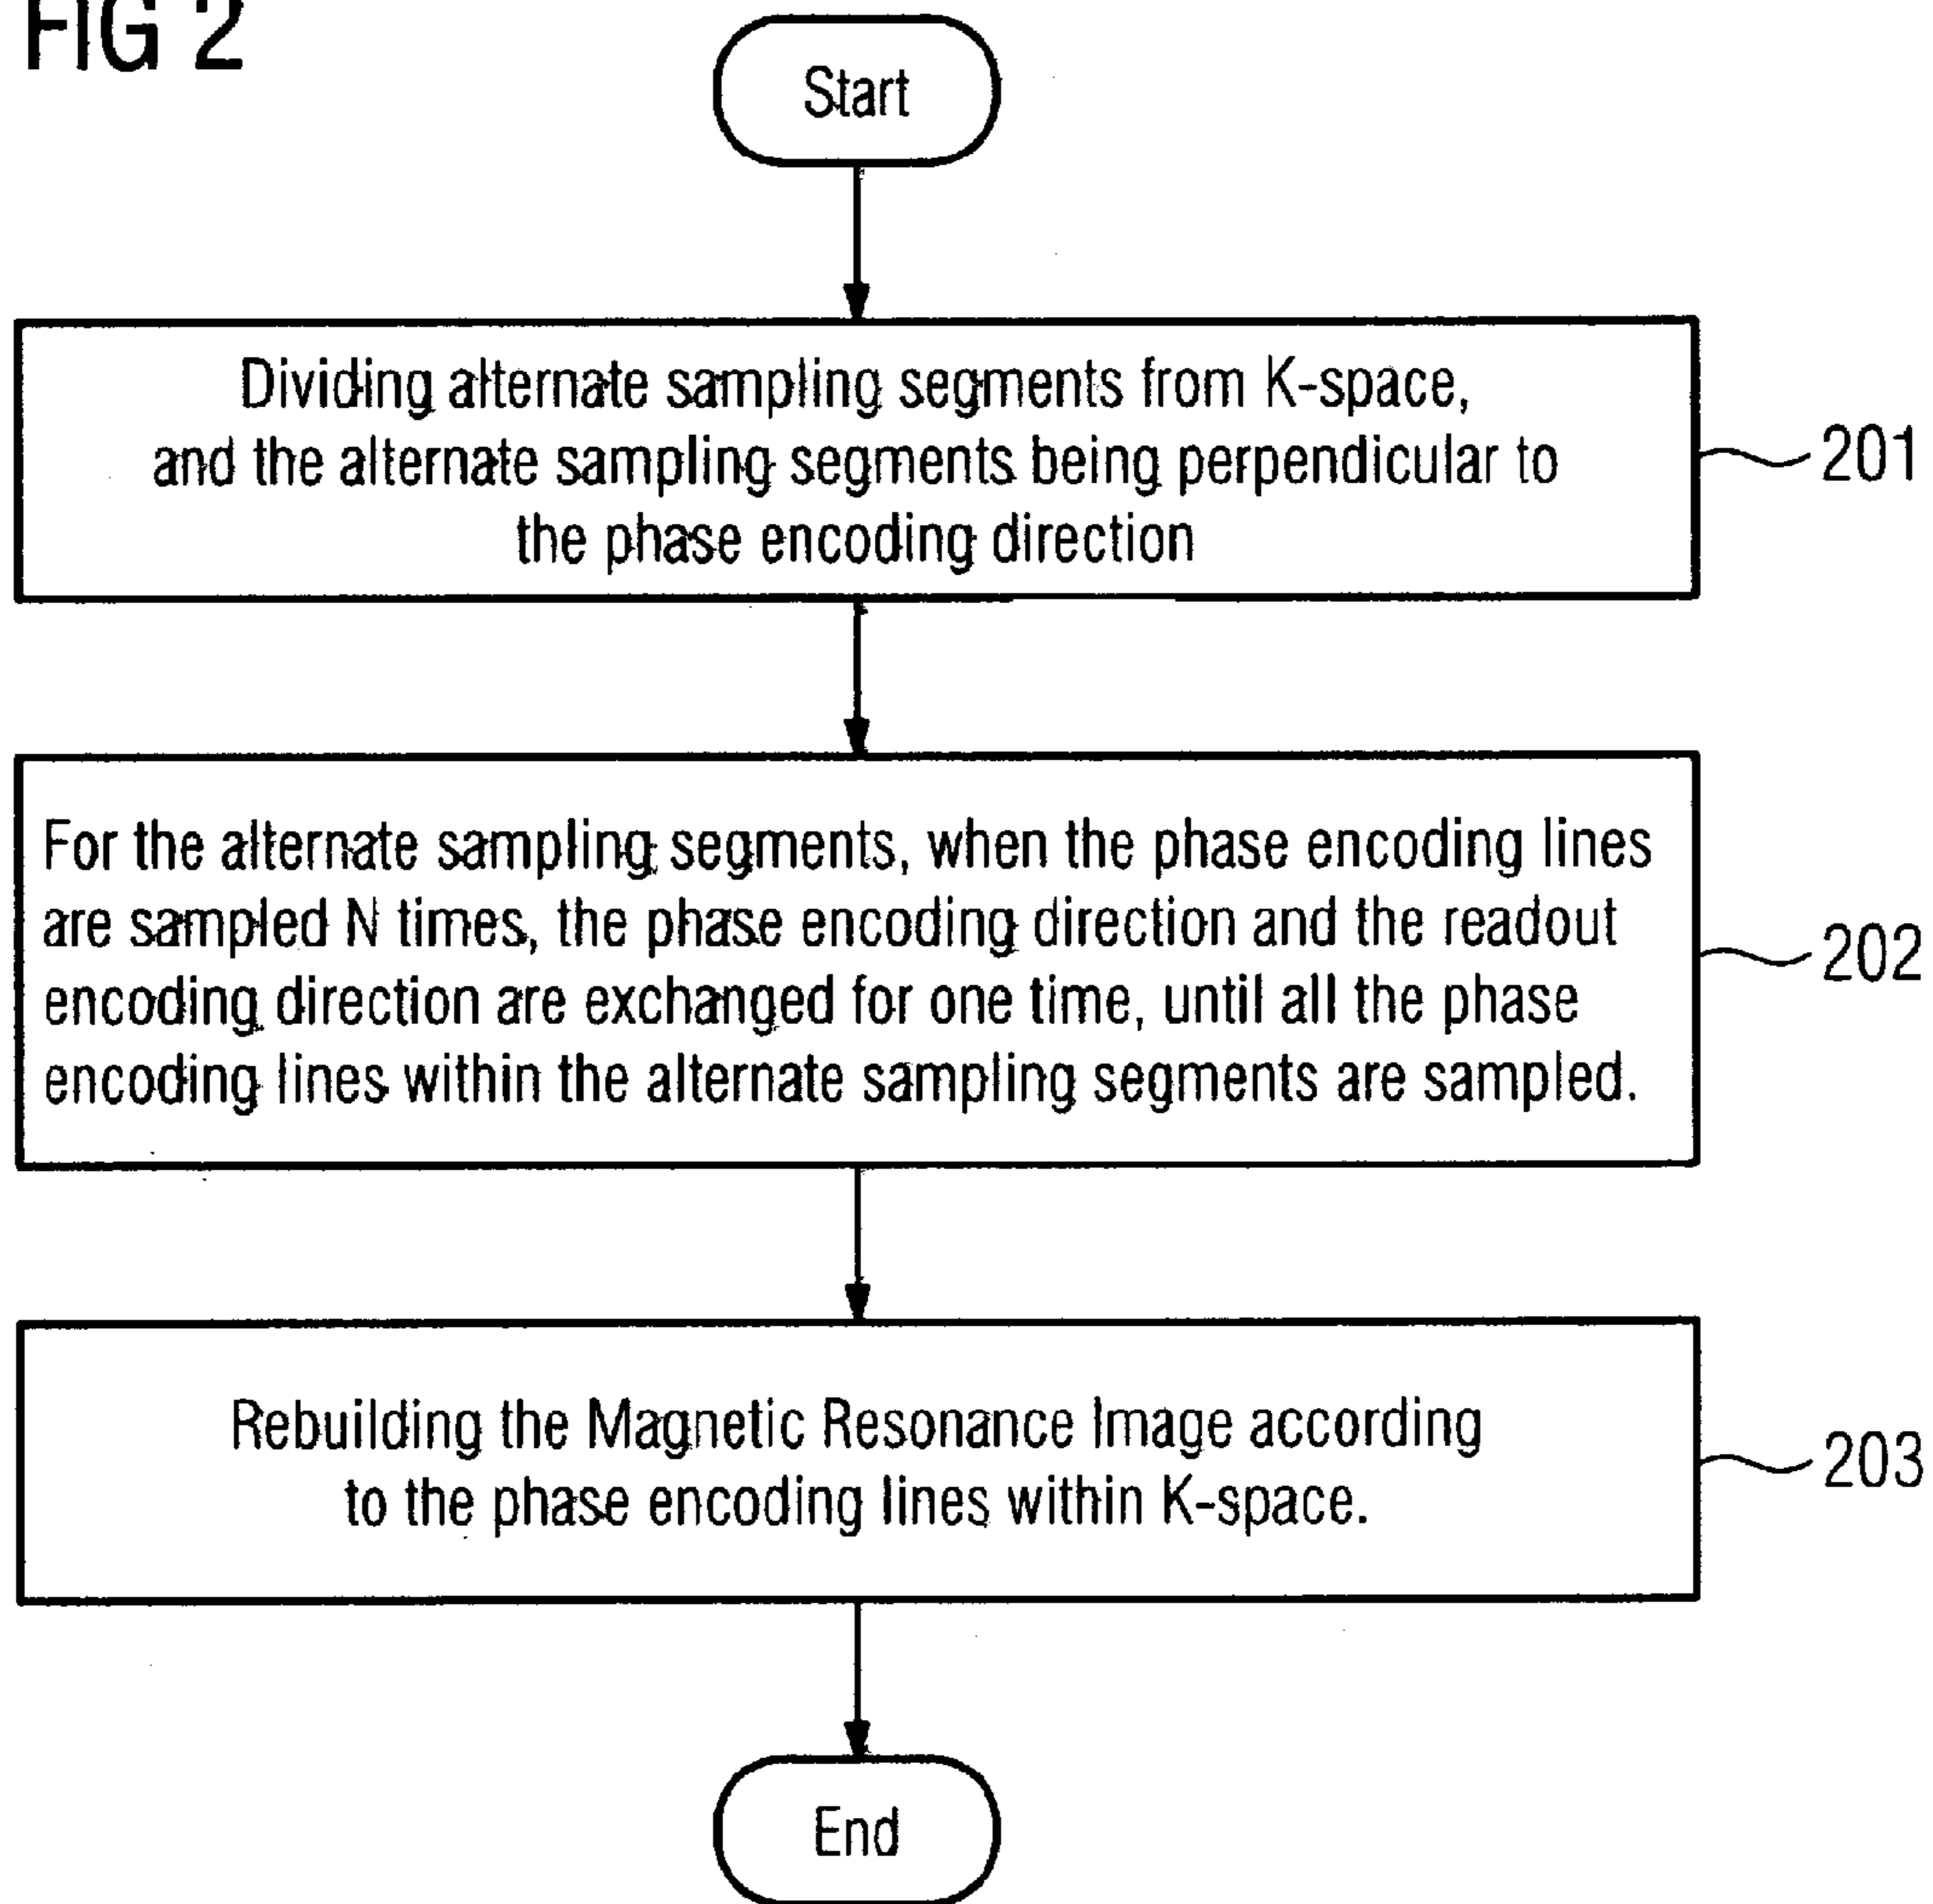 FIG 2
Start
Dividing alternate sampling segments from K-space,
and the alternate sampling segments being perpendicular to
the phase encoding direction
201
For the alternate sampling segments, when the phase encoding lines
are sampled N times, the phase encoding direction and the readout
encoding direction are exchanged for one time, until all the phase
encoding lines within the alternate sampling segments are sampled.
202
Rebuilding the Magnetic Resonance Image according
to the phase encoding lines within K-space.
203
End